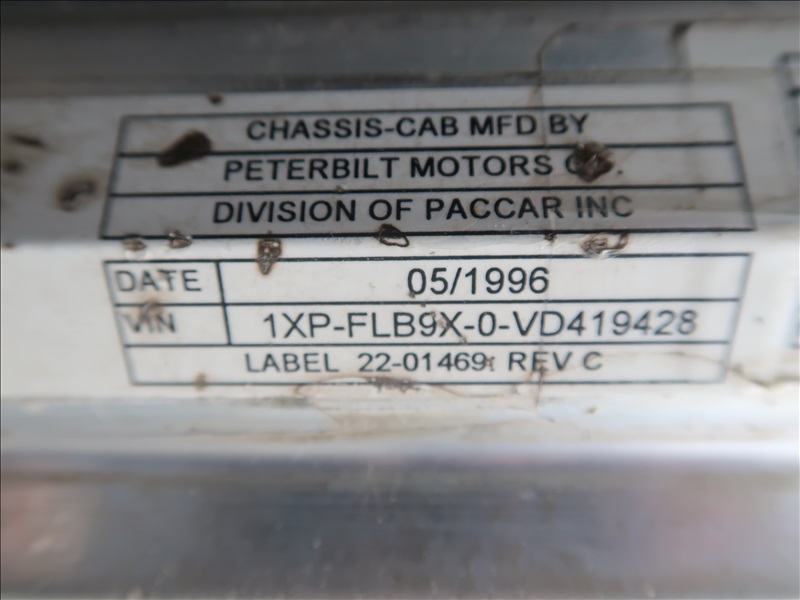 CHASSIS-CAB MFD BY
PETERBILT MOTORS
DIVISION OF PACCAR INC
DATE 05/1996
VIN 1XP-FLB9X-0-VD419428
LABEL 22-01469 REV C